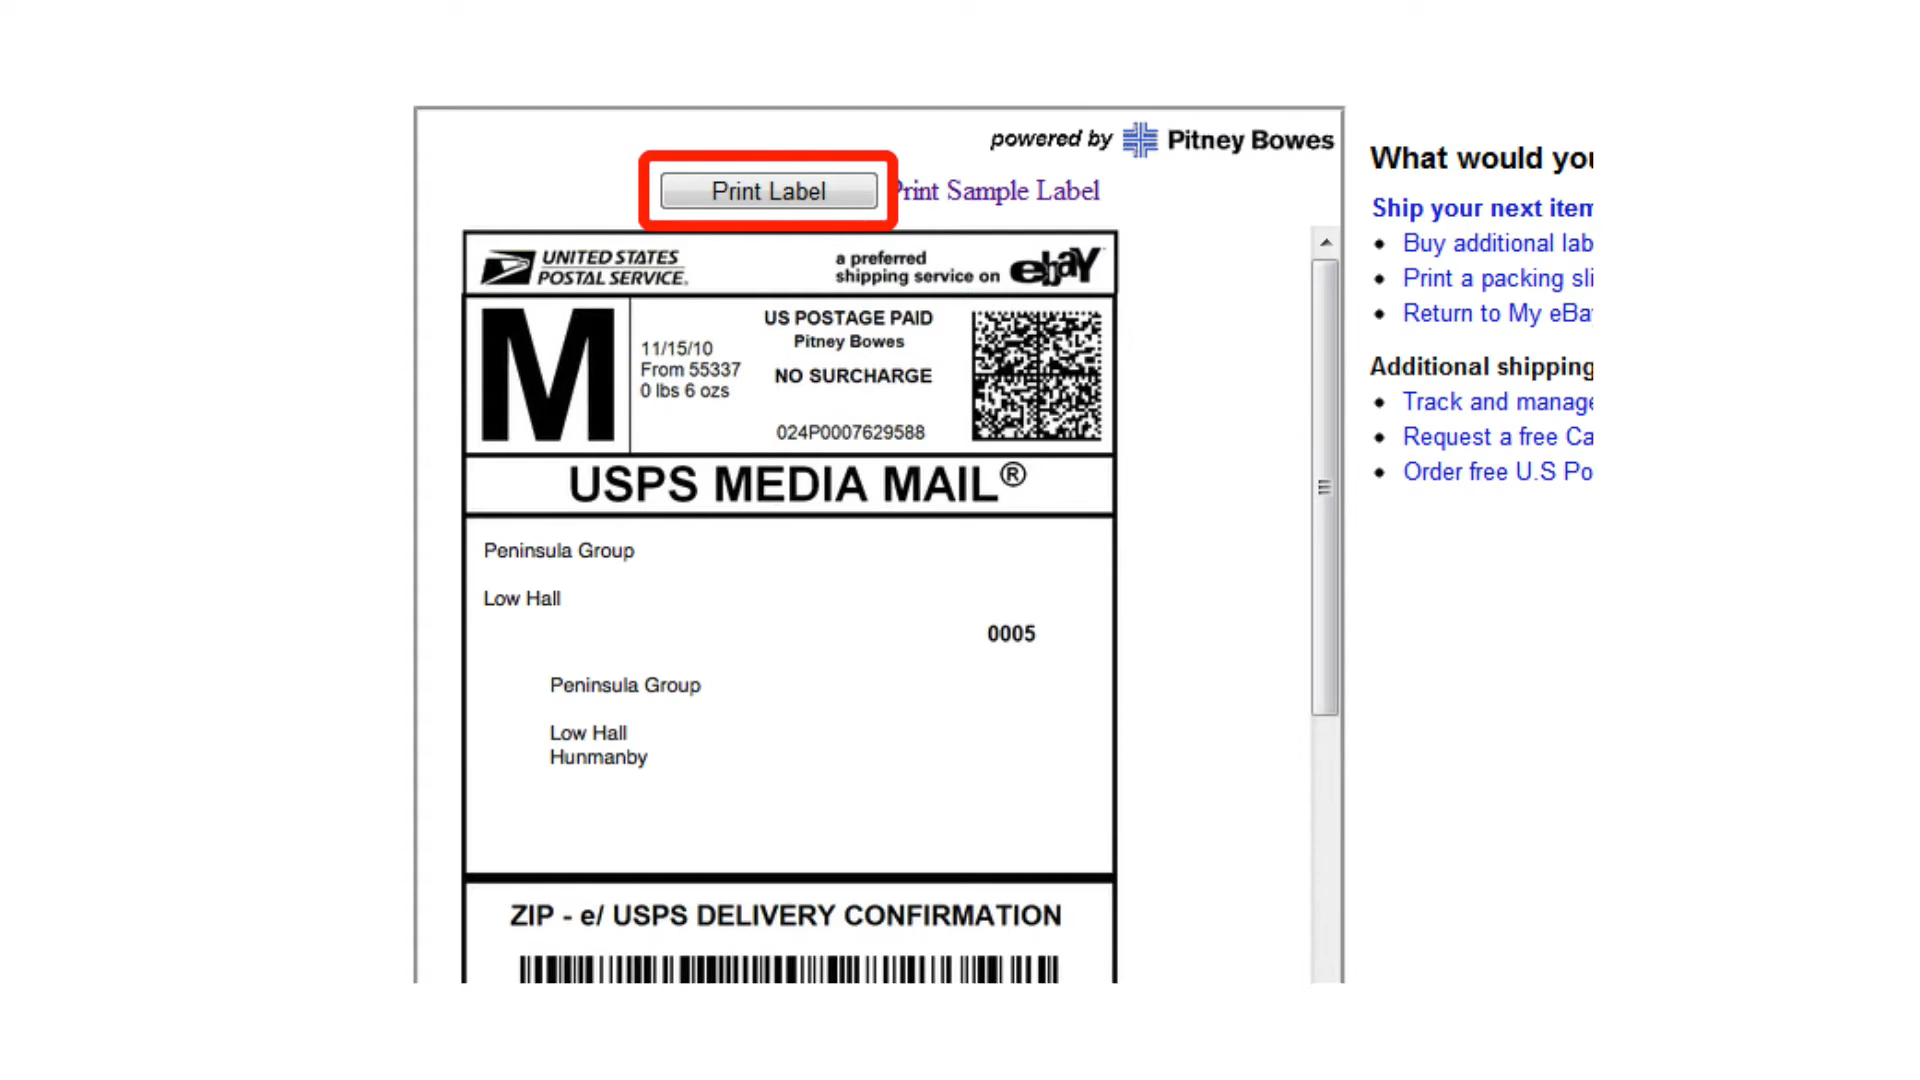 powered by Pitney Bowes
Print Label Print Sample Label
UNITED STATES
POSTAL SERVICE®
a preferred
shipping service on ebaY
M
11/15/10
From 55337
0 lbs 6 ozs
US POSTAGE PAID
Pitney Bowes
NO SURCHARGE
024P0007629588
USPS MEDIA MAIL®
Peninsula Group
Low Hall
0005
Peninsula Group
Low Hall
Hunmanby
ZIP - e/ USPS DELIVERY CONFIRMATION
What would you
Ship your next item
• Buy additional lab
• Print a packing sli
• Return to My eBa
Additional shipping
• Track and manage
• Request a free Ca
• Order free U.S Po